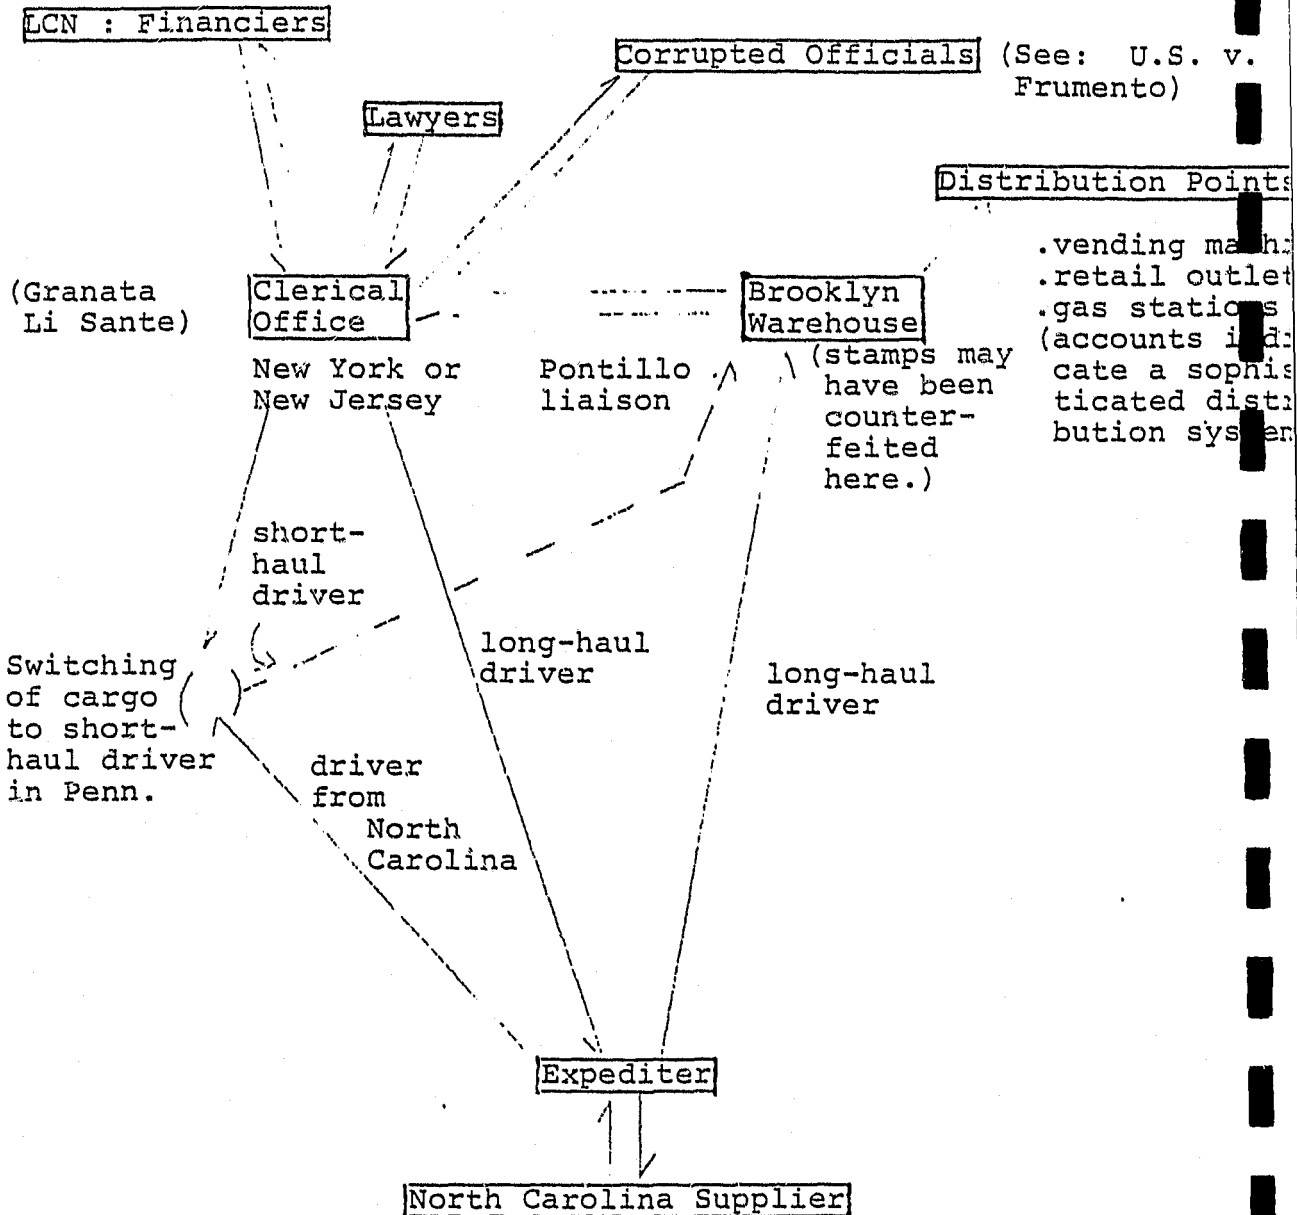 LCN : Financiers
Corrupted Officials (See: U.S. v.
Frumento)
Lawyers
Distribution Points
.vending
.retail outlet
.gas stations
(accounts
cate a sophis
ticated
bution
(Granata
Li Sante)
Clerical
Office
New York or
New Jersey
Pontillo
liaison
Brooklyn
Warehouse
(stamps may
have been
counter-
feited
here.)
short-
haul
driver
Switching
of cargo
to short-
haul driver
in Penn.
long-haul
driver
long-haul
driver
driver
from
North
Carolina
Expediter
North Carolina Supplier